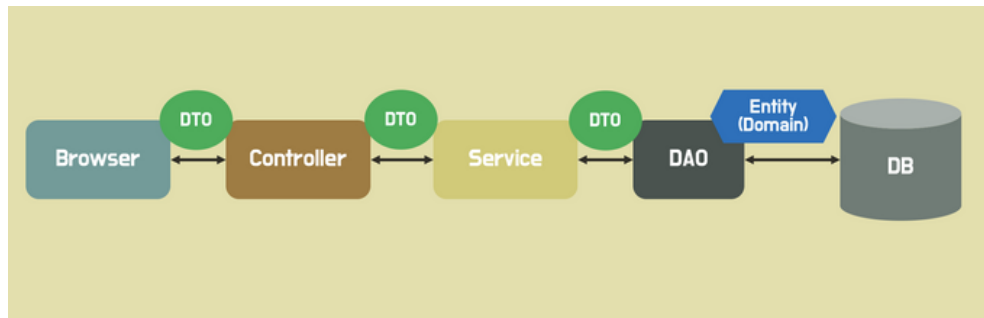 DTO
DTO
DTO
Entity
(Domain)
Browser
Controller
Service
DAO
DB